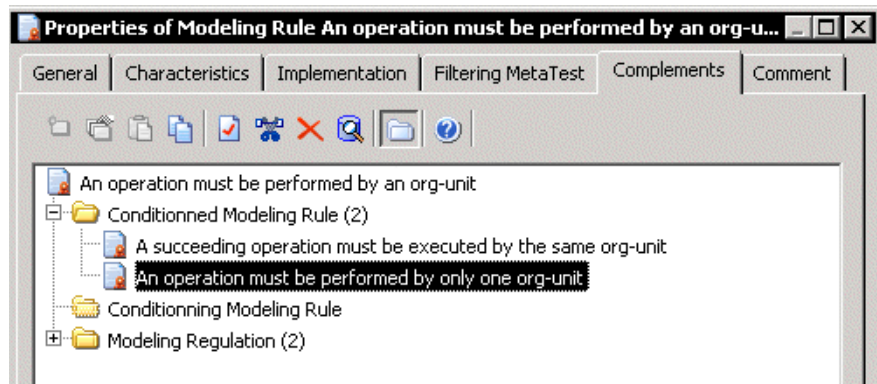 Properties of Modeling Rule An operation must be performed by an org-u...
General Characteristics Implementation Filtering MetaTest Complements Comment
An operation must be performed by an org-unit
Conditionned Modeling Rule (2)
A succeeding operation must be executed by the same org-unit
An operation must be performed by only one org-unit
Conditionning Modeling Rule
Modeling Regulation (2)